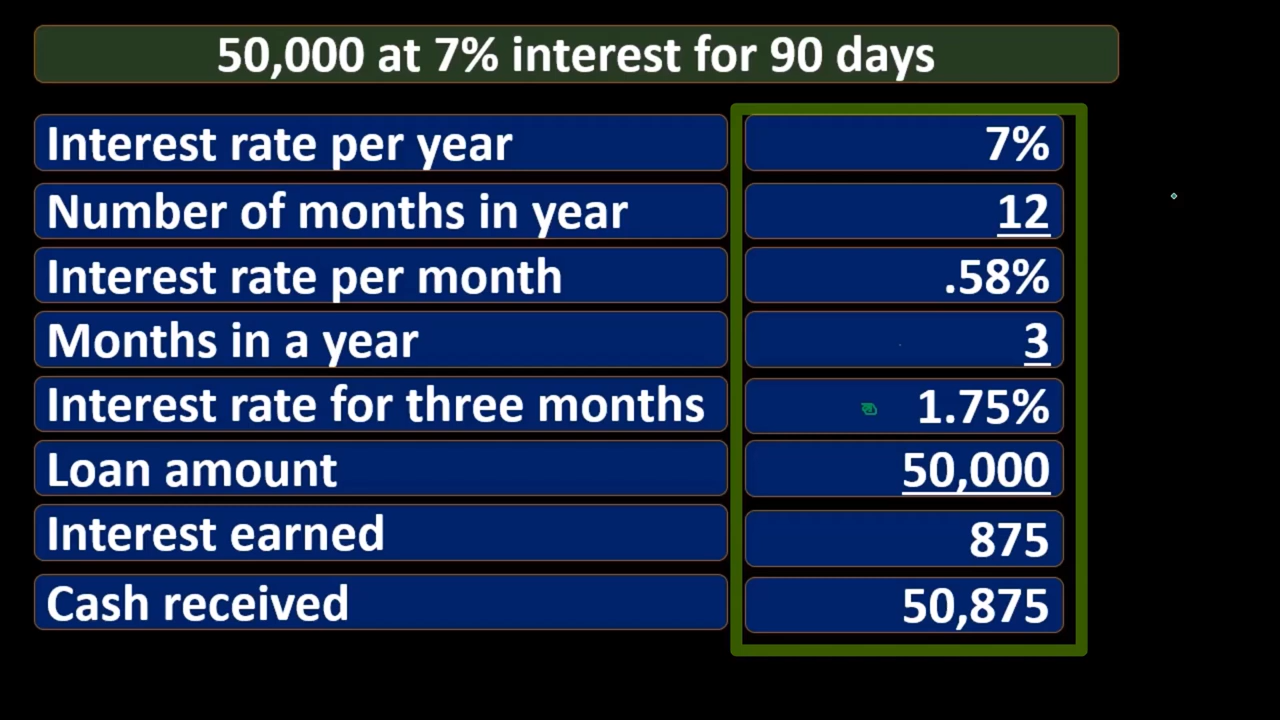 50,000 at 7% interest for 90 days
Interest rate per year 7%
Number of months in year 12
Interest rate per month .58%
Months in a year 3
Interest rate for three months 1.75%
Loan amount 50,000
Interest earned 875
Cash received 50,875